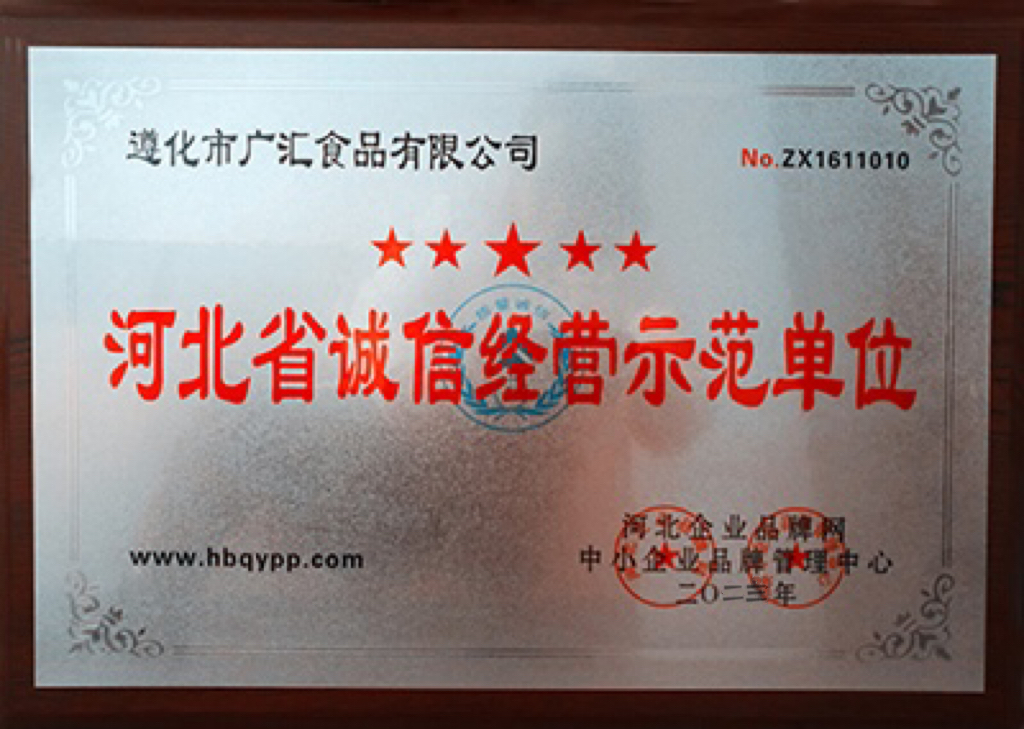 遵化市广汇食品有限公司
No.ZX1611010
河北省诚信经营示范单位
www.hbqypp.com
河北企业品牌网
中小企业品牌管理中心
二〇二三年